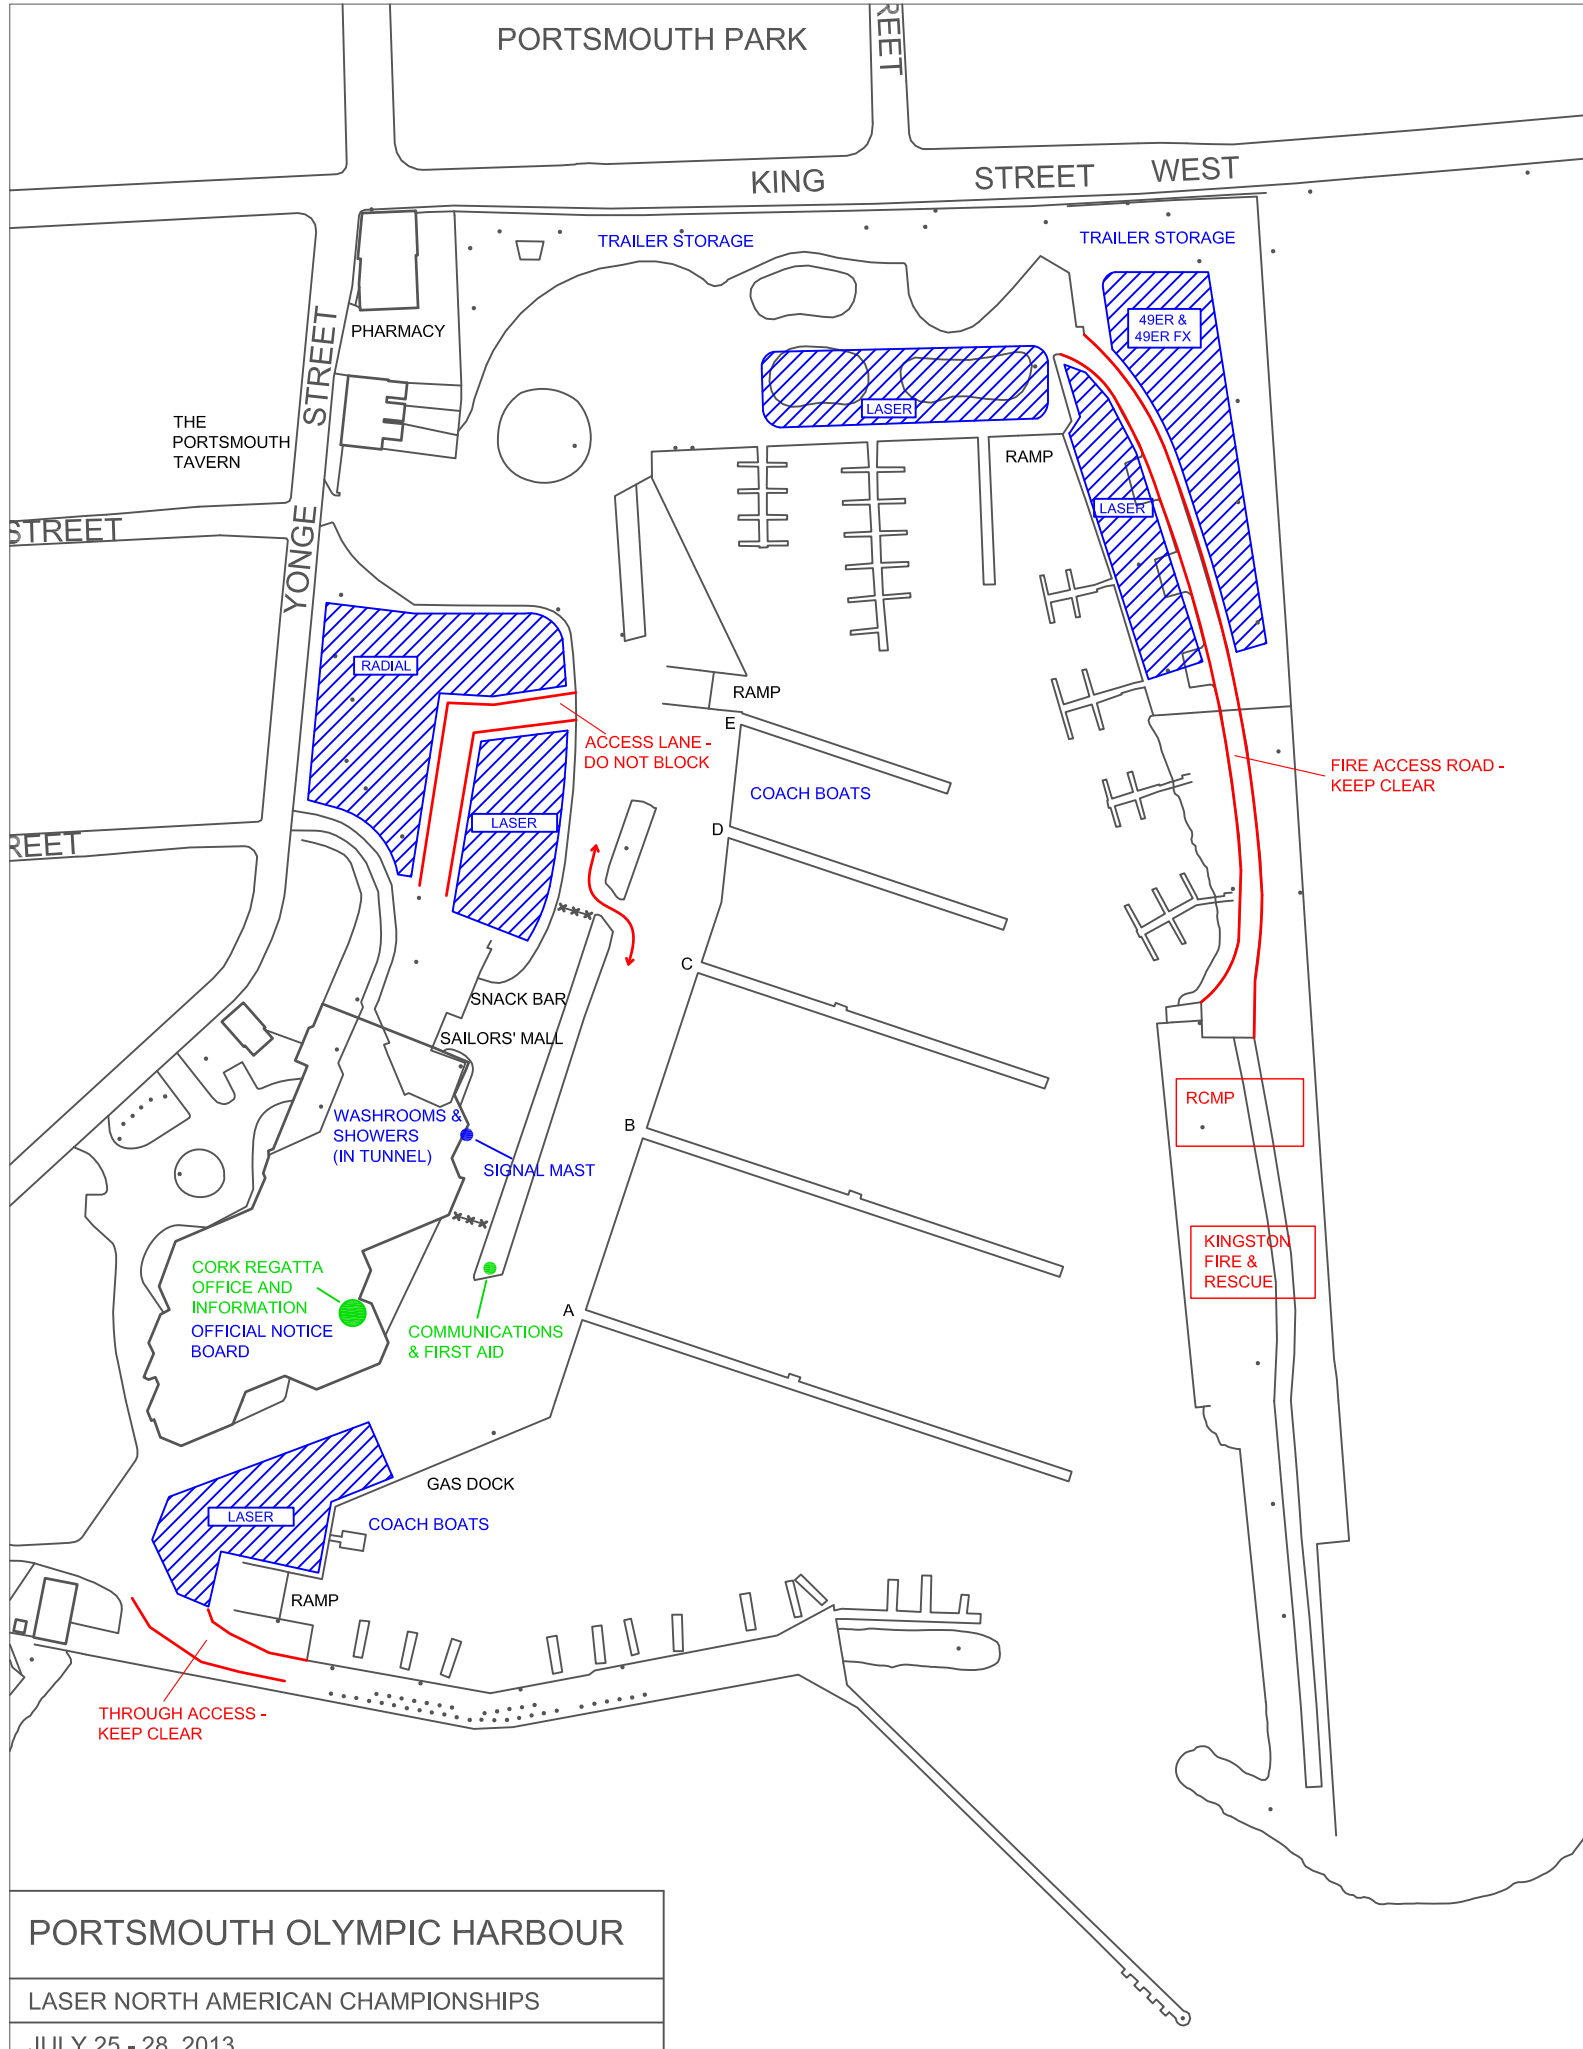 PORTSMOUTH PARK
REET
KING STREET WEST
TRAILER STORAGE
TRAILER STORAGE
PHARMACY
49ER &
49ER FX
YONGE STREET
LASER
THE
PORTSMOUTH
TAVERN
RAMP
LASER
STREET
RADIAL
RAMP
E
ACCESS LANE -
DO NOT BLOCK
FIRE ACCESS ROAD -
KEEP CLEAR
COACH BOATS
LASER
D
REET
C
SNACK BAR
SAILORS' MALL
RCMP
WASHROOMS &
SHOWERS
(IN TUNNEL)
B
SIGNAL MAST
KINGSTON
FIRE &
RESCUE
CORK REGATTA
OFFICE AND
INFORMATION
OFFICIAL NOTICE
BOARD
A
COMMUNICATIONS
& FIRST AID
GAS DOCK
LASER
COACH BOATS
RAMP
THROUGH ACCESS -
KEEP CLEAR
PORTSMOUTH OLYMPIC HARBOUR
LASER NORTH AMERICAN CHAMPIONSHIPS
JULY 25 - 28, 2013